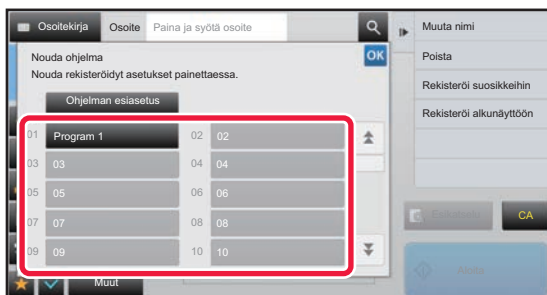 Osoitekirja Osoite Paina ja syötä osoite
Nouda ohjelma
OK
Nouda rekisteröidyt asetukset painettaessa.
Ohjelman esiasetus
01 Program 1 02 02
03 03 04 04
05 05 06 06
07 07 08 08
09 09 10 10
Muut
Muuta nimi
Poista
Rekisteröi suosikkeihin
Rekisteröi alkunäyttöön
Esikatselu
CA
Aloita